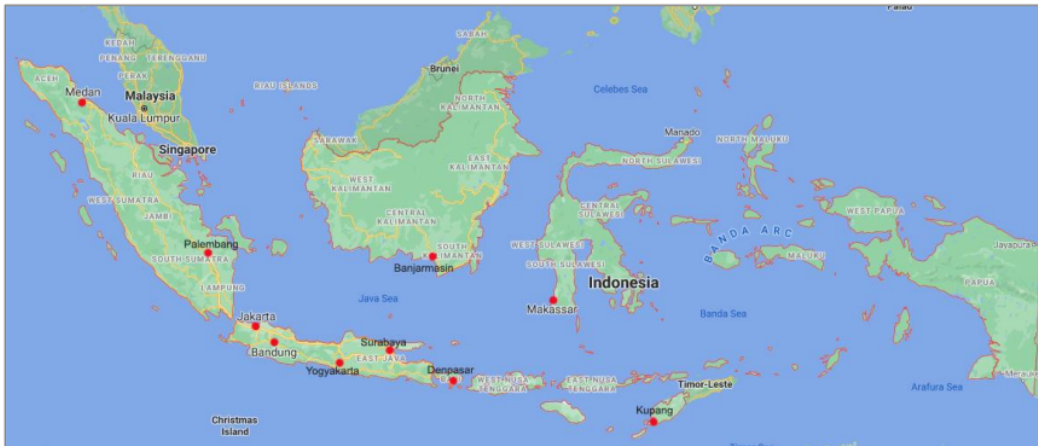 Palau
KEDAH
PENANG
TERENGGANU
PERAK
ACEH
Medan
Malaysia
Kuala Lumpur
RIAU ISLANDS
SABAH
Brunei
Celebes Sea
NORTH
KALIMANTAN
SARAWAK
Singapore
Manado
NORTH MALUKU
NORTH SULAWESI
EAST
KALIMANTAN
WEST
KALIMANTAN
RIAU
WEST SUMATRA
JAMBI
CENTRAL
KALIMANTAN
CENTRAL
SULAWESI
WEST PAPUA
BANDA ARC
Palembang
SOUTH SUMATRA
SOUTH
KALIMANTAN
Banjarmasin
WEST SULAWESI
SOUTH SULAWESI
MALUKU
Jayapura
PAPUA
LAMPUNG
Indonesia
Java Sea
Makassar
Banda Sea
Jakarta
Bandung
Surabaya
EAST JAVA
Yogyakarta
Denpasar
WEST NUSA
TENGGARA
EAST NUSA
TENGGARA
Timor-Leste
Merauke
Arafura Sea
Kupang
Christmas
Island